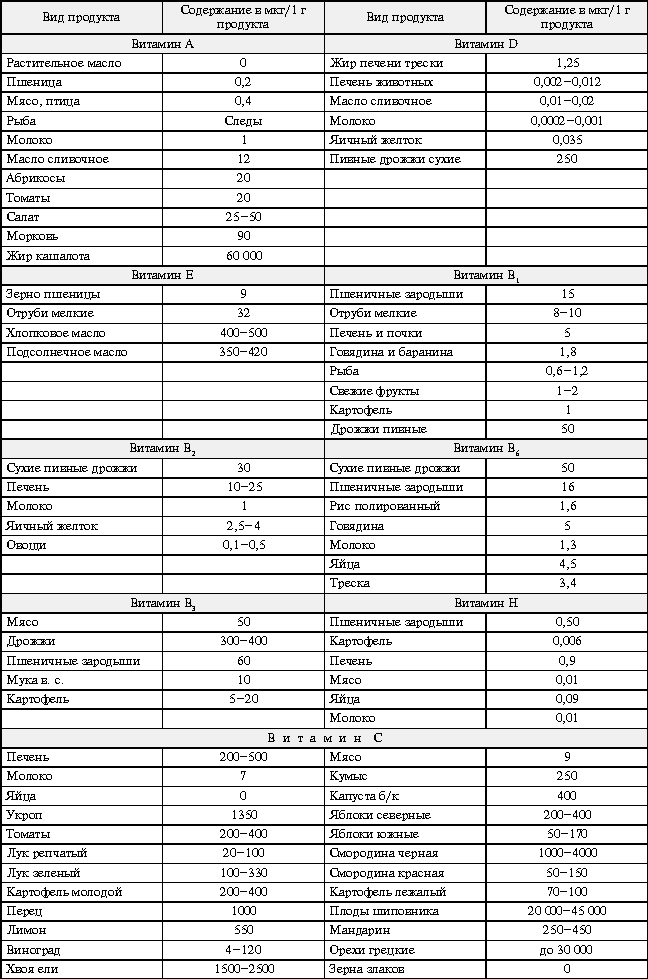 Вид продукта Содержание в мкг/1 г продукта Вид продукта Содержание в мкг/1 г продукта
Витамин А Витамин D
Растительное масло 0 Жир печени трески 1,25
Пшеница 0,2 Печень животных 0,002−0,012
Мясо, птица 0,4 Масло сливочное 0,01−0,02
Рыба Следы Молоко 0,0002−0,001
Молоко 1 Яичный желток 0,035
Масло сливочное 12 Пивные дрожжи сухие 250
Абрикосы 20
Томаты 20
Салат 25−50
Морковь 90
Жир кашалота 60 000
Витамин Е Витамин В1
Зерно пшеницы 9 Пшеничные зародыши 15
Отруби мелкие 32 Отруби мелкие 8−10
Хлопковое масло 400−500 Печень и почки 5
Подсолнечное масло 350−420 Говядина и баранина 1,8
Рыба 0,6−1,2
Свежие фрукты 1−2
Картофель 1
Дрожжи пивные 50
Витамин В2 Витамин В6
Сухие пивные дрожжи 30 Сухие пивные дрожжи 50
Печень 10−25 Пшеничные зародыши 16
Молоко 1 Рис полированный 1,6
Яичный желток 2,5−4 Говядина 5
Овощи 0,1−0,5 Молоко 1,3
Яйца 4,5
Треска 3,4
Витамин В3 Витамин Н
Мясо 50 Пшеничные зародыши 0,50
Дрожжи 300−400 Картофель 0,006
Пшеничные зародыши 60 Печень 0,9
Мука в. с. 10 Мясо 0,01
Картофель 5−20 Яйца 0,09
Молоко 0,01
Витамин С
Печень 200−500 Мясо 9
Молоко 7 Кумыс 250
Яйца 0 Капуста б/к 400
Укроп 1350 Яблоки северные 200−400
Томаты 200−400 Яблоки южные 50−170
Лук репчатый 20−100 Смородина черная 1000−4000
Лук зеленый 100−330 Смородина красная 50−150
Картофель молодой 200−400 Картофель лежалый 70−100
Перец 1000 Плоды шиповника 20 000−45 000
Лимон 550 Мандарин 250−450
Виноград 4−120 Орехи грецкие до 30 000
Хвоя ели 1500−2500 Зерна злаков 0